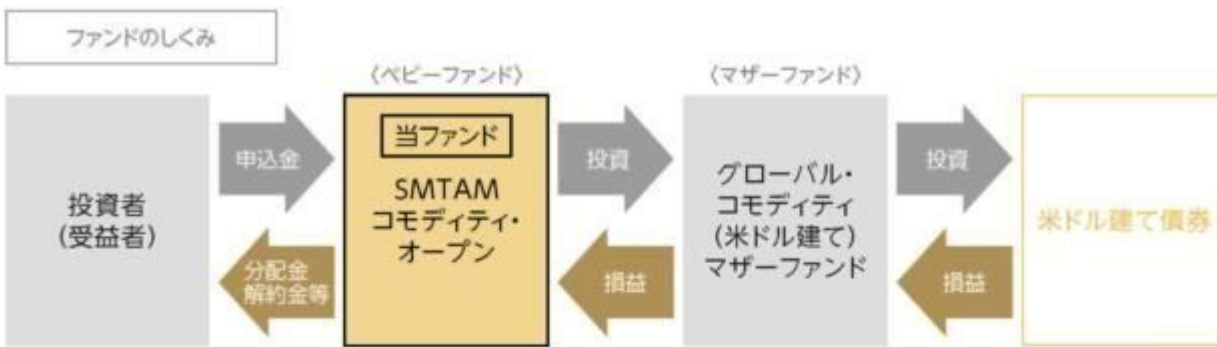 ファンドのしくみ
〈ベビーファンド〉
〈マザーファンド〉
投資者
(受益者)
申込金
分配金
解約金等
当ファンド
SMTAM
コモディティ・
オープン
投資
損益
グローバル・
コモディティ
(米ドル建て)
マザーファンド
投資
損益
米ドル建て債券